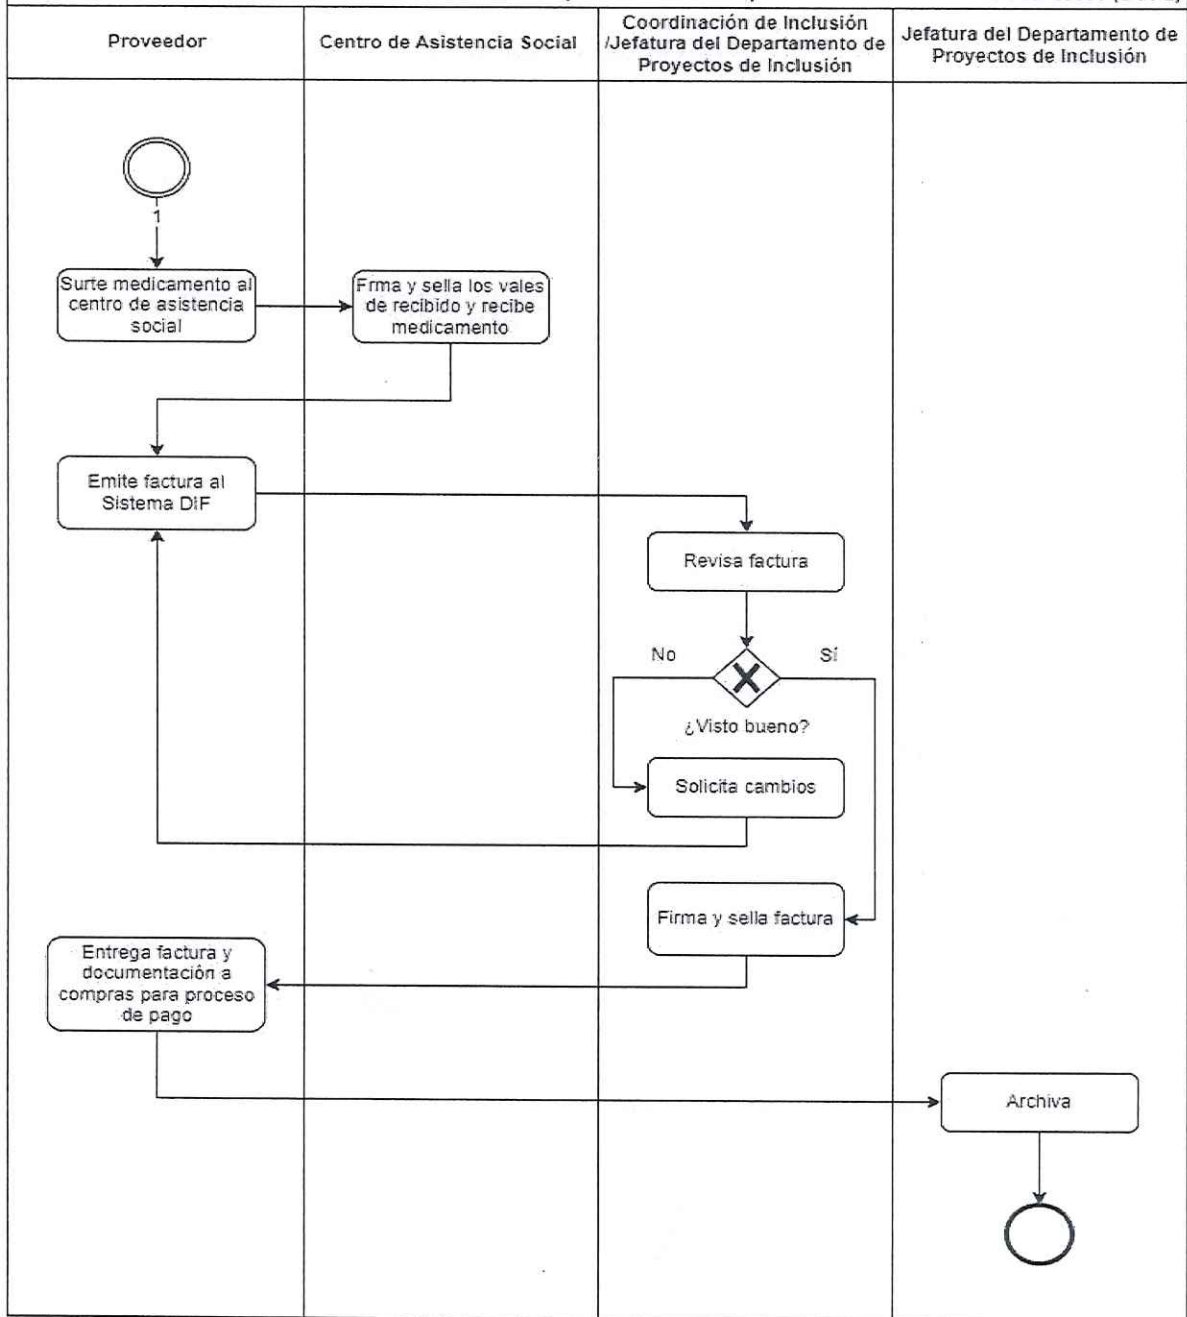 Proveedor
Centro de Asistencia Social
Coordinación de Inclusión
/Jefatura del Departamento de
Proyectos de Inclusión
Jefatura del Departamento de
Proyectos de Inclusión
1
Surte medicamento al
centro de asistencia
social
Frma y sella los vales
de recibido y recibe
medicamento
Emite factura al
Sistema DIF
Revisa factura
No
Sí
¿Visto bueno?
Solicita cambios
Firma y sella factura
Entrega factura y
documentación a
compras para proceso
de pago
Archiva